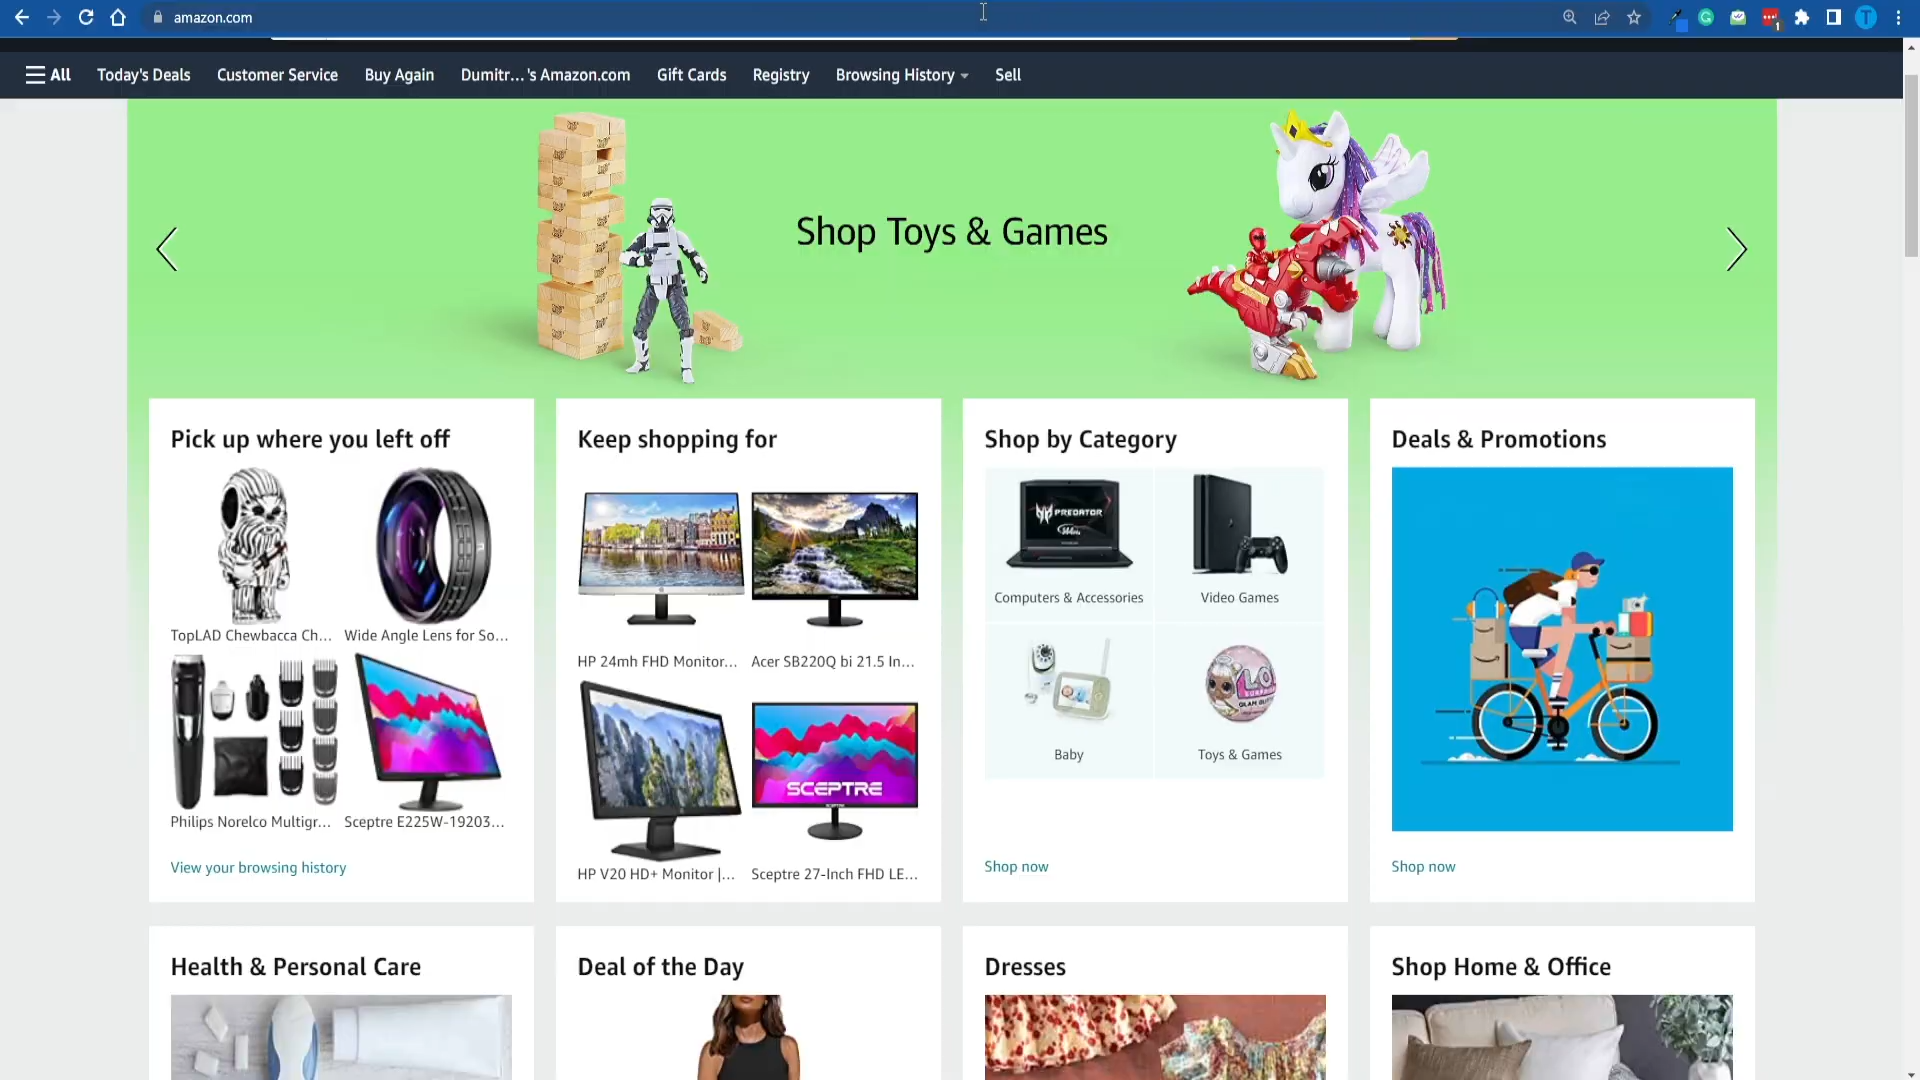 amazon.com
1
T
All Today's Deals Customer Service Buy Again Dumitr... 's Amazon.com Gift Cards Registry Browsing History Sell
Shop Toys & Games
Pick up where you left off
TopLAD Chewbacca Ch... Wide Angle Lens for So...
Philips Norelco Multigr... Sceptre E225W-19203...
View your browsing history
Keep shopping for
HP 24mh FHD Monitor... Acer SB220Q bi 21.5 In...
SCEPTRE
HP V20 HD+ Monitor |... Sceptre 27-Inch FHD LE...
Shop by Category
PREDATOR
Computers & Accessories Video Games
L.O.L.
SURPRISE!
Baby Toys & Games
Shop now
Deals & Promotions
Shop now
Health & Personal Care
Deal of the Day
Dresses
Shop Home & Office